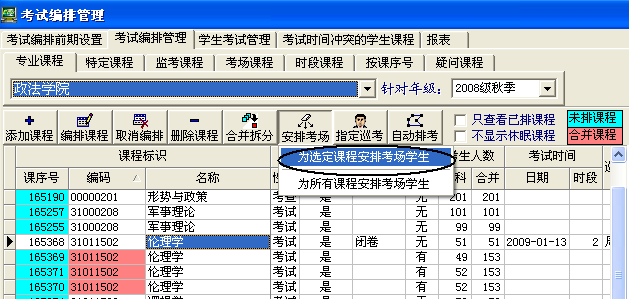 考试编排管理
考试编排前期设置 考试编排管理 学生考试管理 考试时间冲突的学生课程 报表
专业课程 特定课程 监考课程 考场课程 时段课程 按课序号 疑问课程
政法学院 针对年级: 2008级秋季
添加课程 编排课程 取消编排 删除课程 合并拆分 安排考场 指定巡考 自动排考 只查看已排课程 未排课程
不显示休眠课程 合并课程
为选定课程安排考场学生
为所有课程安排考场学生
课程标识 学生人数 考试时间
课序号 编码 名称 合并 日期 时段
165190 00000201 形势与政策 考查 是 无 201 201
165257 31000208 军事理论 考试 是 无 101 101
165255 31000208 军事理论 考试 是 无 99 99
165368 31011502 伦理学 考试 是 闭卷 无 51 51 2009-01-13 2
165369 31011502 伦理学 考试 是 有 49 153
165371 31011502 伦理学 考试 是 有 52 153
165370 31011502 伦理学 考试 是 有 52 153